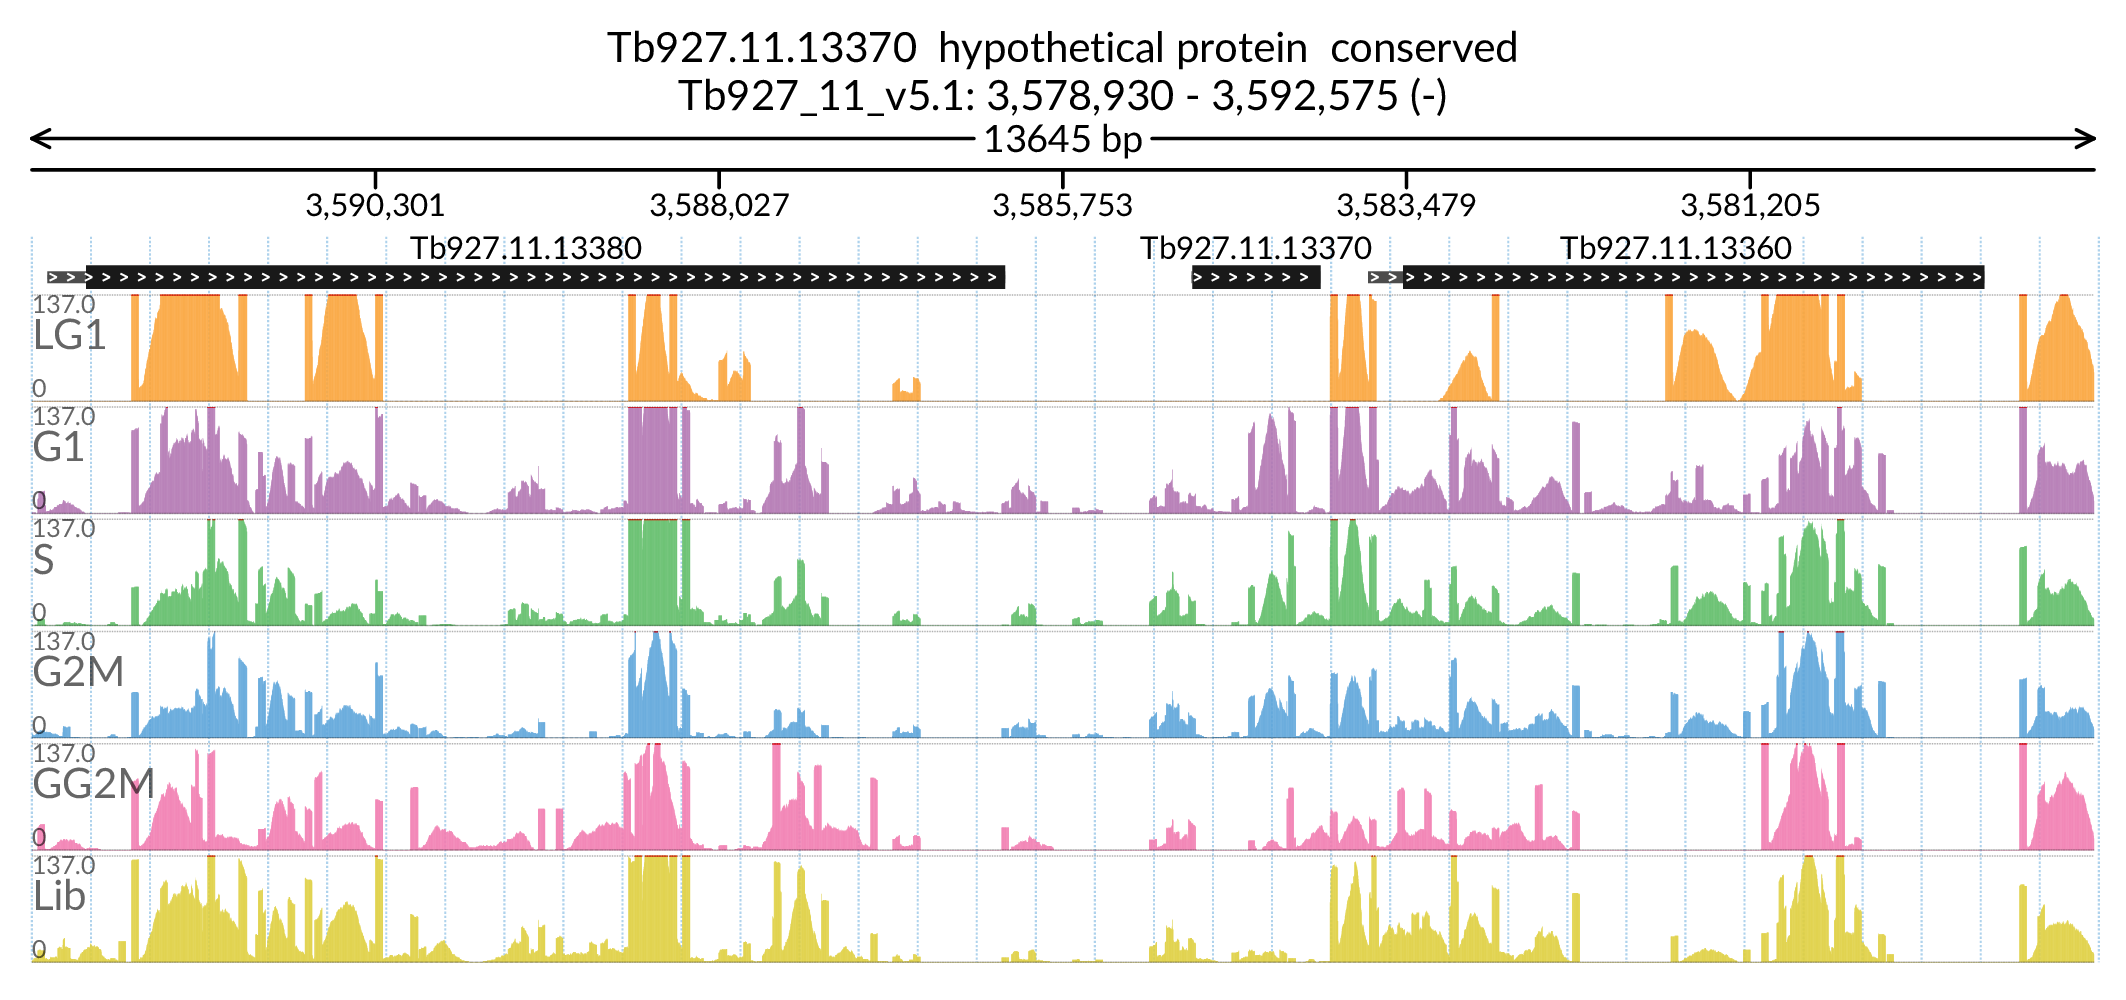 Tb927.11.13370 hypothetical protein conserved
Tb927_11_v5.1: 3,578,930 - 3,592,575 (-)
13645 bp
3,590,301 3,588,027 3,585,753 3,583,479 3,581,205
Tb927.11.13380 Tb927.11.13370 Tb927.11.13360
137.0
LG1
0
137.0
G1
0
137.0
S
0
137.0
G2M
0
137.0
GG2M
0
137.0
Lib
0